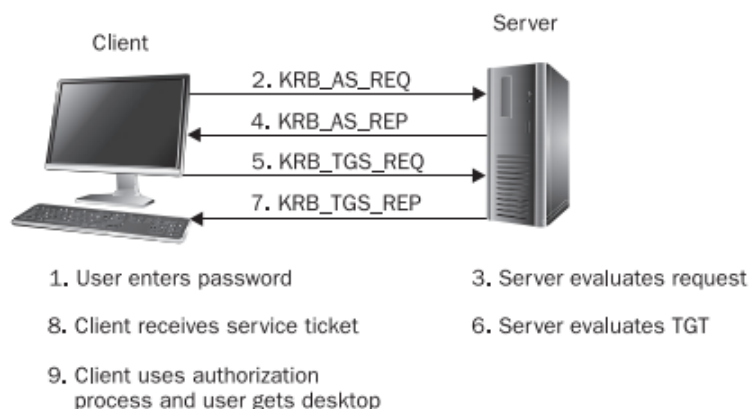 Client
Server
2. KRB_AS_REQ
4. KRB_AS_REP
5. KRB_TGS_REQ
7. KRB_TGS_REP
1. User enters password
3. Server evaluates request
8. Client receives service ticket
6. Server evaluates TGT
9. Client uses authorization
process and user gets desktop